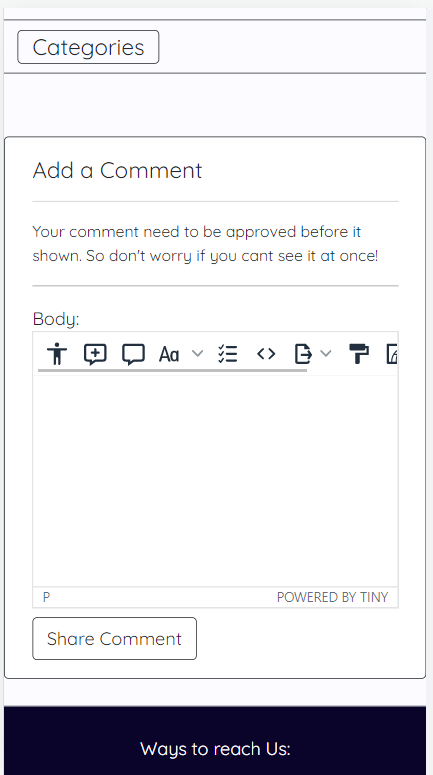 Categories
Add a Comment
Your comment need to be approved before it
shown. So don't worry if you cant see it at once!
Body:
Aa
P
POWERED BY TINY
Share Comment
Ways to reach Us: